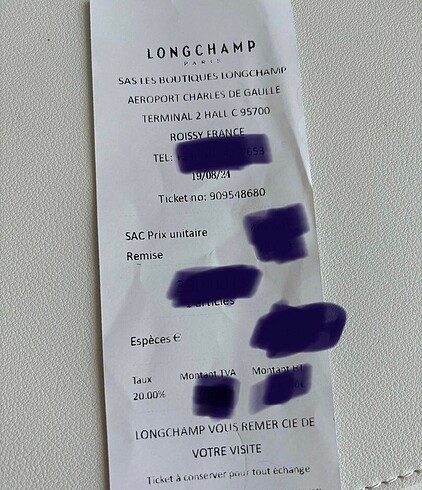 LONGCHAMP
PARIS
SAS LES BOUTIQUES LONGCHAMP
AEROPORT CHARLES DE GAULLE
TERMINAL 2 HALL C 95700
ROISSY FRANCE
TEL:
19/08/24
Ticket no: 909548680
SAC Prix unitaire
Remise
articles
Espèces €
Taux Montant TVA Montant HT
20.00%
LONGCHAMP VOUS REMER CIE DE
VOTRE VISITE
Ticket à conserver pour tout échange